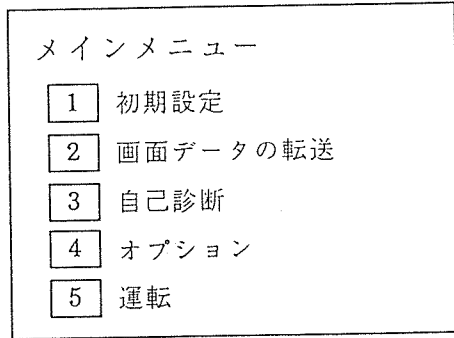 メインメニュー
1 初期設定
2 画面データの転送
3 自己診断
4 オプション
5 運転